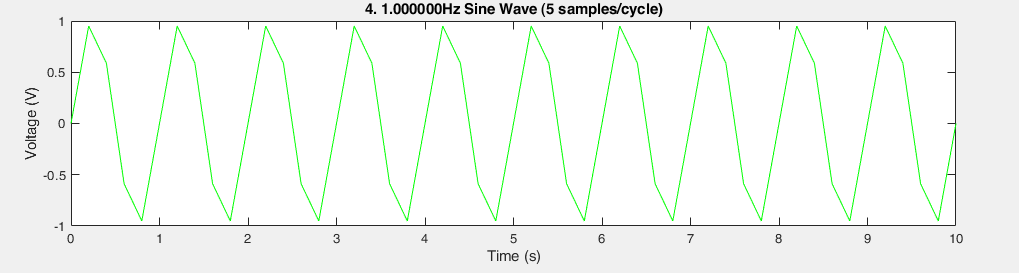 4. 1.000000Hz Sine Wave (5 samples/cycle)
1
0.5
0
-0.5
-1
Voltage (V)
0 1 2 3 4 5 6 7 8 9 10
Time (s)